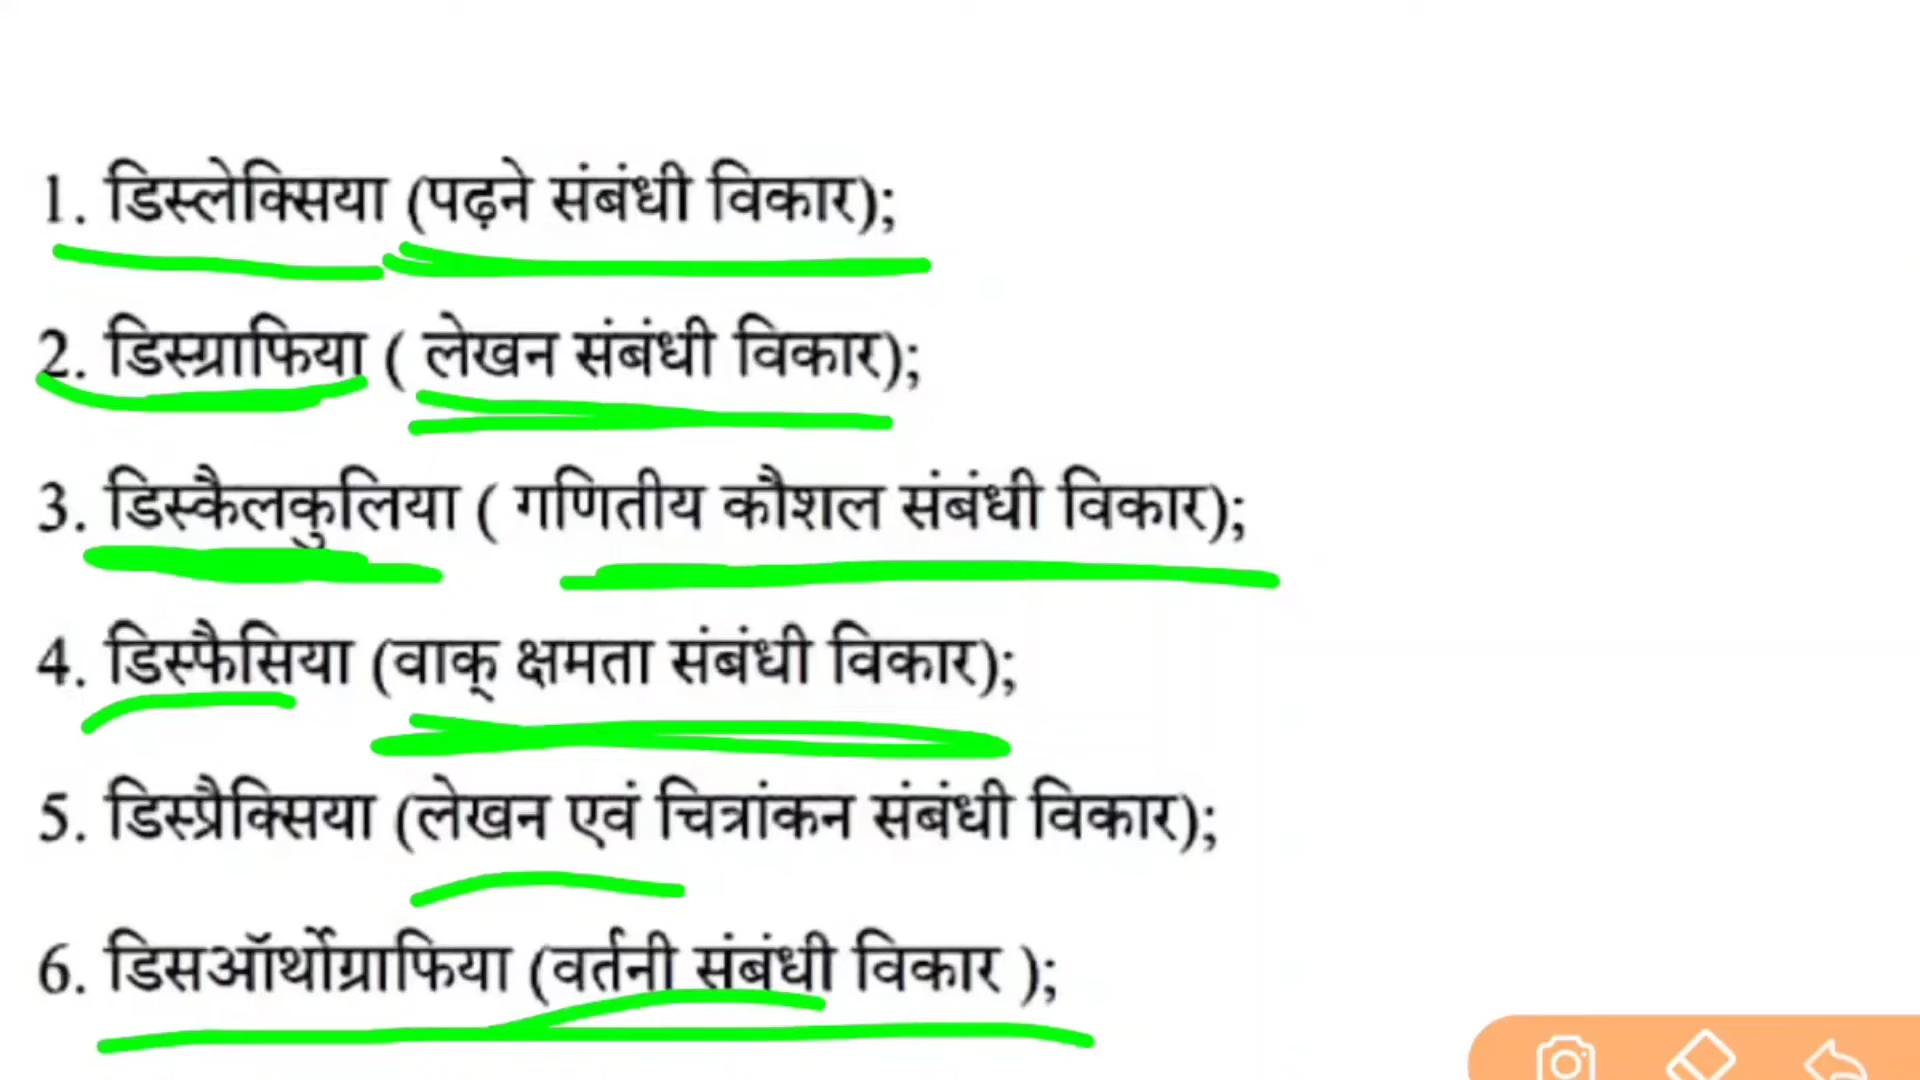 1. डिस्लेक्सिया (पढ़ने संबंधी विकार);
2. डिस्ग्राफिया ( लेखन संबंधी विकार);
3. डिस्कैलकुलिया ( गणितीय कौशल संबंधी विकार);
4. डिस्फैसिया (वाक् क्षमता संबंधी विकार);
5. डिस्प्रैक्सिया (लेखन एवं चित्रांकन संबंधी विकार);
6. डिसऑर्थोग्राफिया (वर्तनी संबंधी विकार );